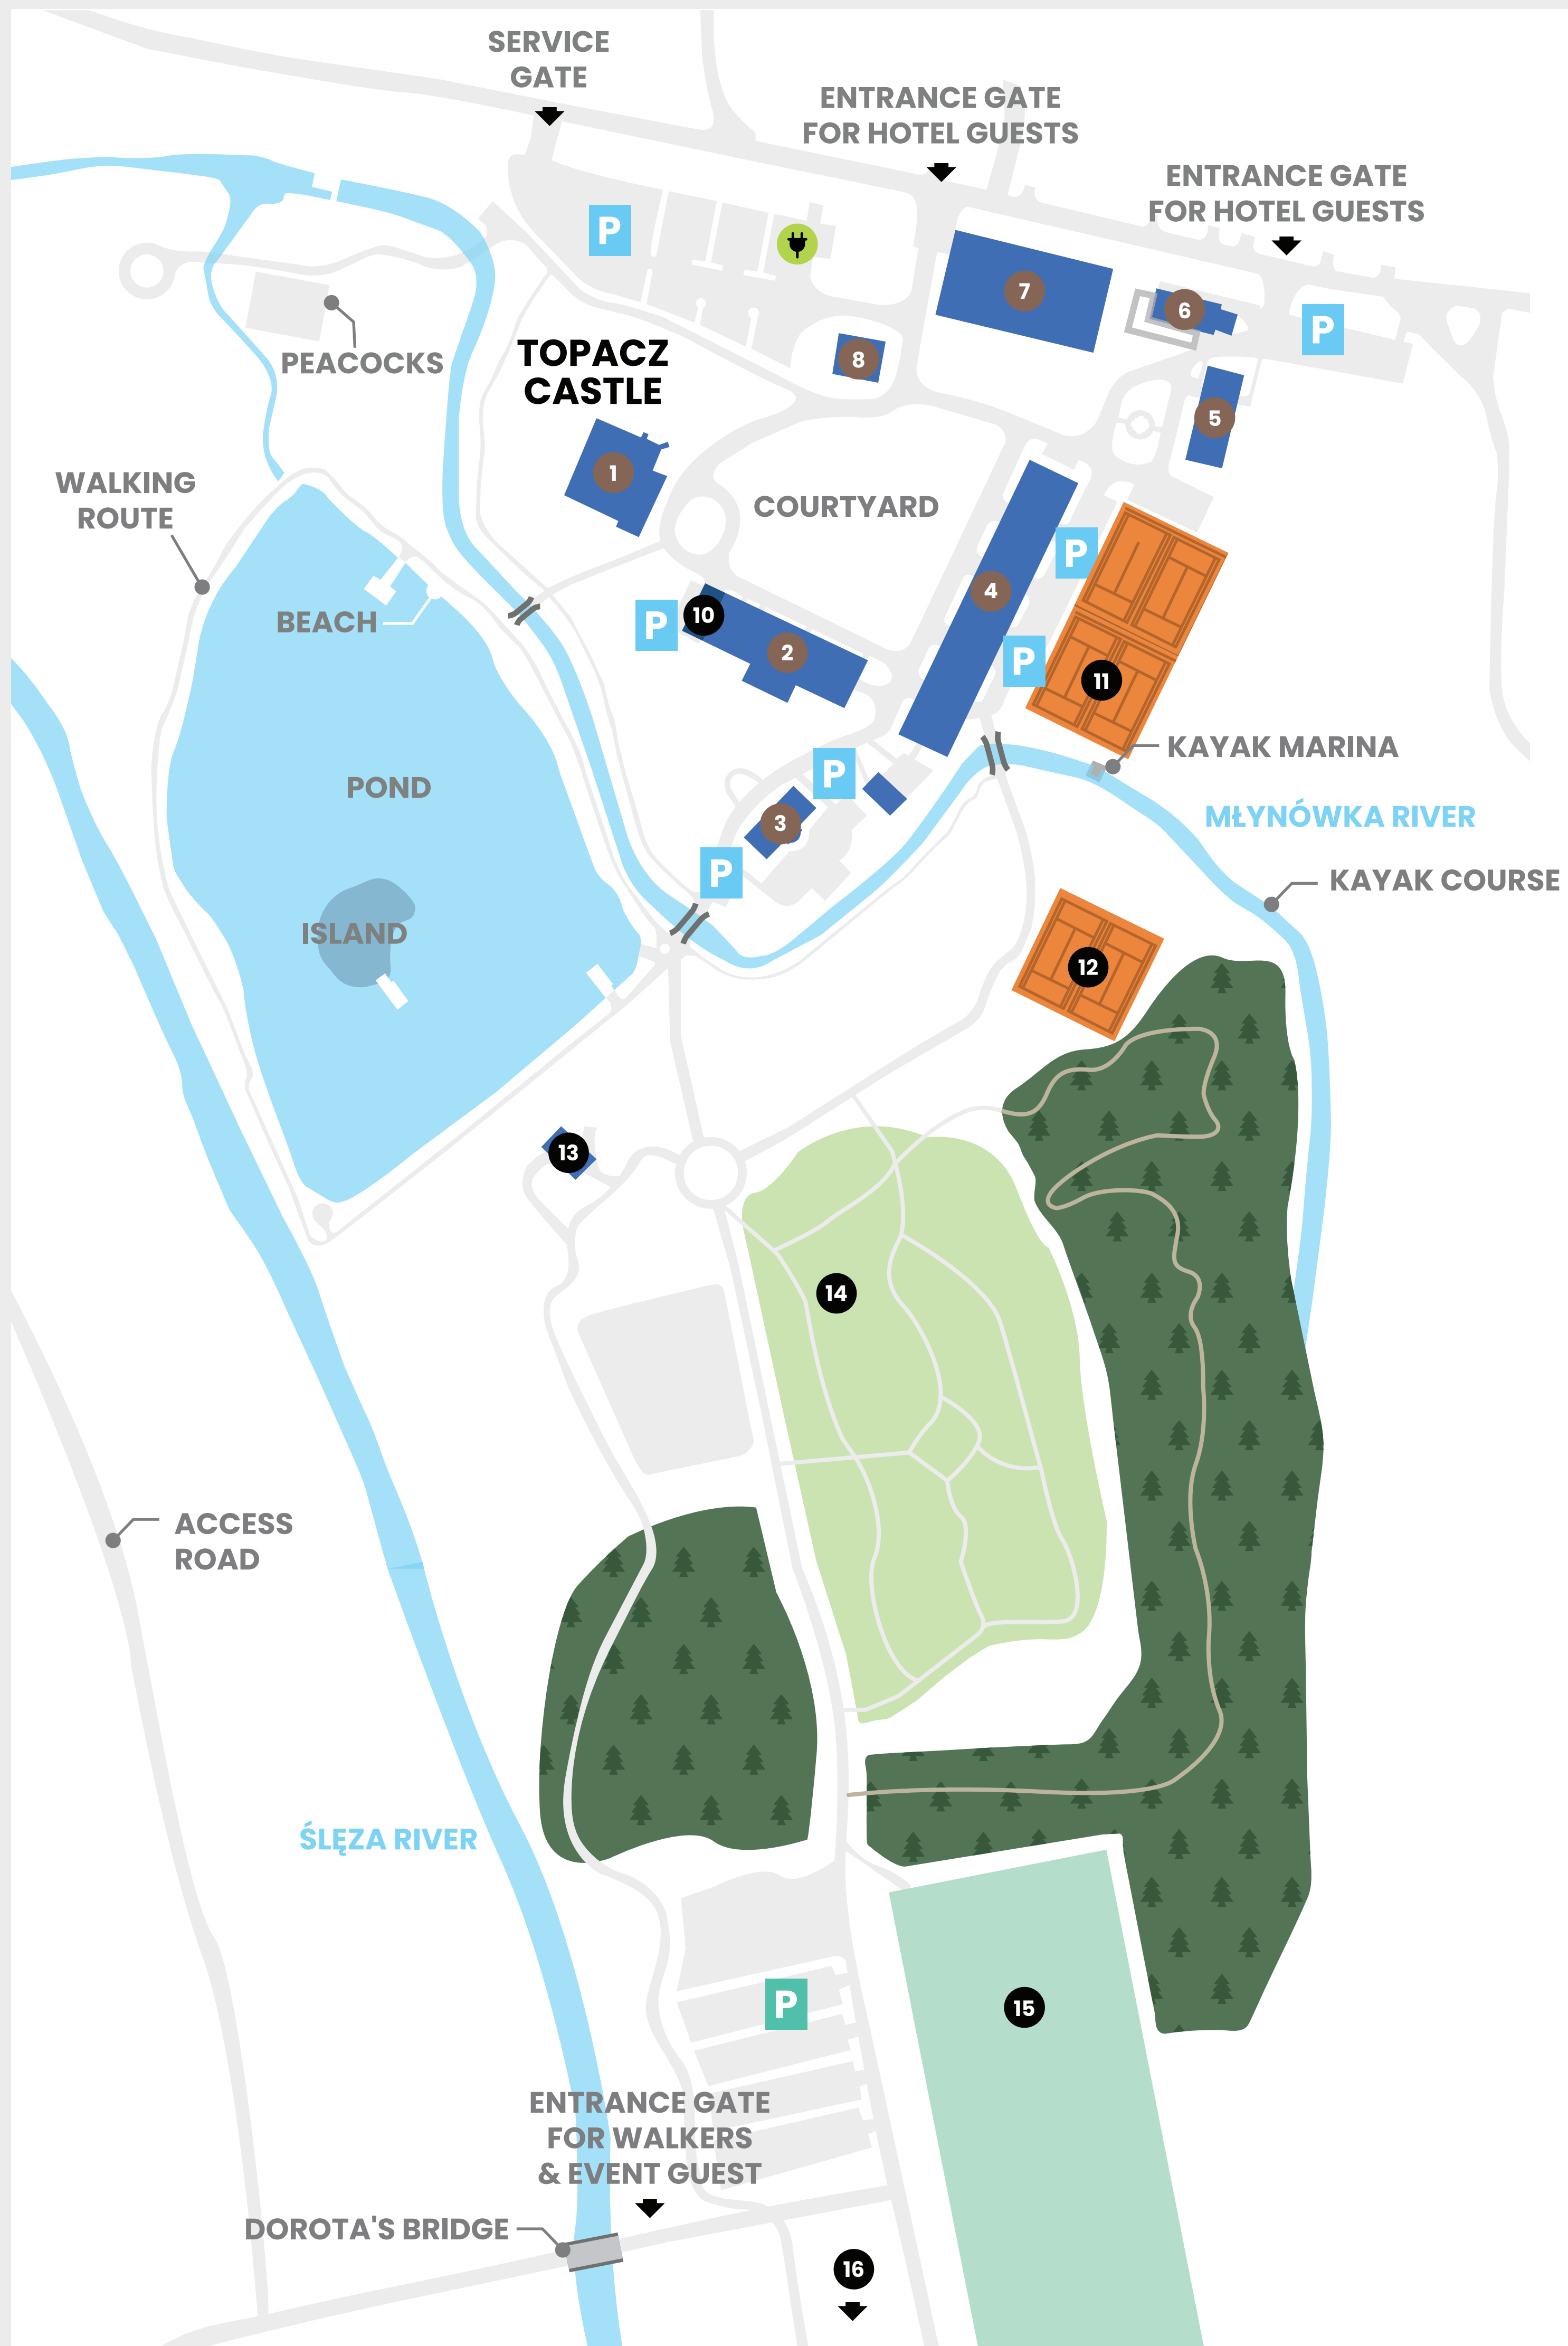 SERVICE
GATE
ENTRANCE GATE
FOR HOTEL GUESTS
ENTRANCE GATE
FOR HOTEL GUESTS
P
7
6
P
PEACOCKS
TOPACZ
CASTLE
8
5
1
WALKING
ROUTE
COURTYARD
P
4
BEACH
P
10
2
P
11
KAYAK MARINA
POND
P
3
MŁYNÓWKA RIVER
P
KAYAK COURSE
ISLAND
12
13
14
ACCESS
ROAD
ŚLĘZA RIVER
P
15
ENTRANCE GATE
FOR WALKERS
& EVENT GUEST
DOROTA'S BRIDGE
16